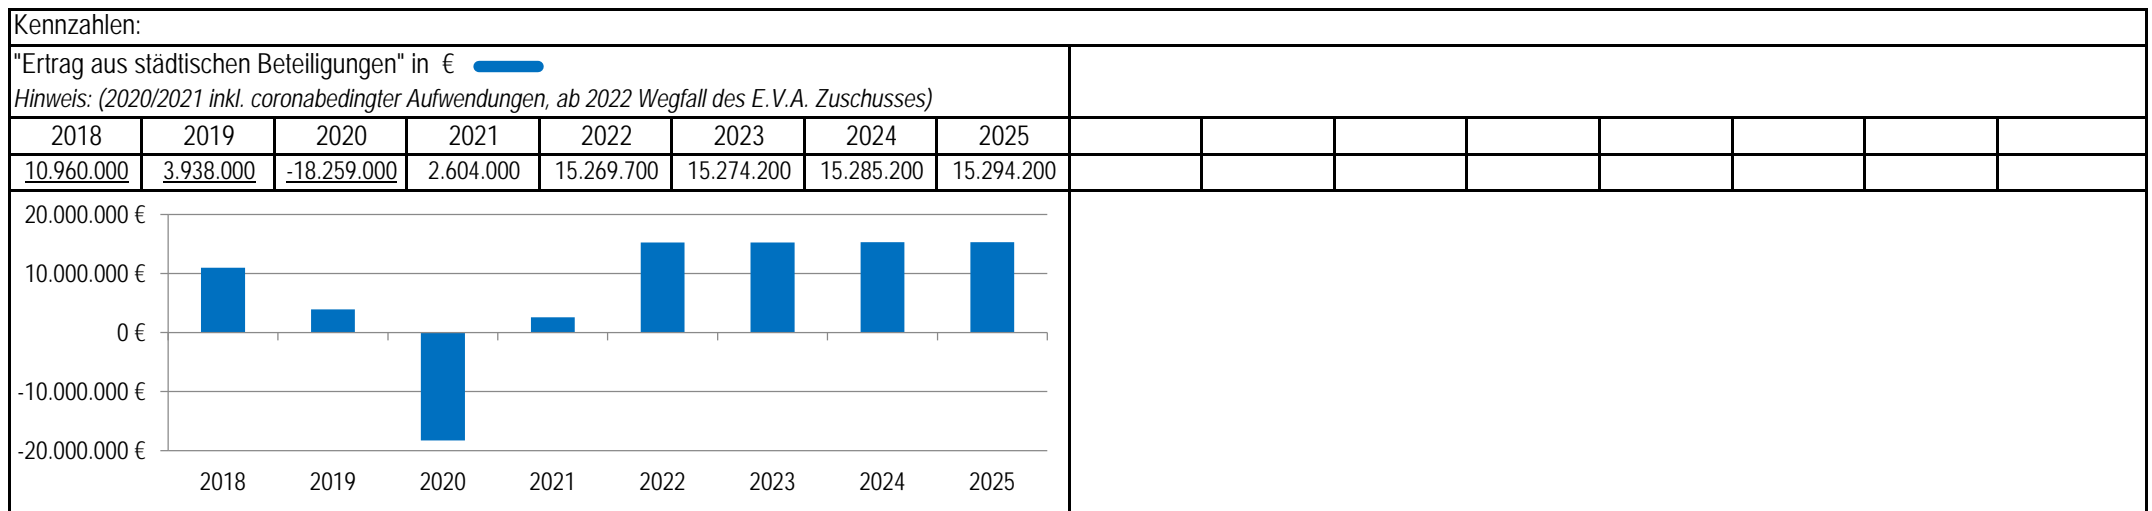 Kennzahlen:
"Ertrag aus städtischen Beteiligungen" in €
Hinweis: (2020/2021 inkl. coronabedingter Aufwendungen, ab 2022 Wegfall des E.V.A. Zuschusses)
2018 2019 2020 2021 2022 2023 2024 2025
10.960.000 3.938.000 -18.259.000 2.604.000 15.269.700 15.274.200 15.285.200 15.294.200
20.000.000 €
10.000.000 €
0 €
-10.000.000 €
-20.000.000 €
2018 2019 2020 2021 2022 2023 2024 2025